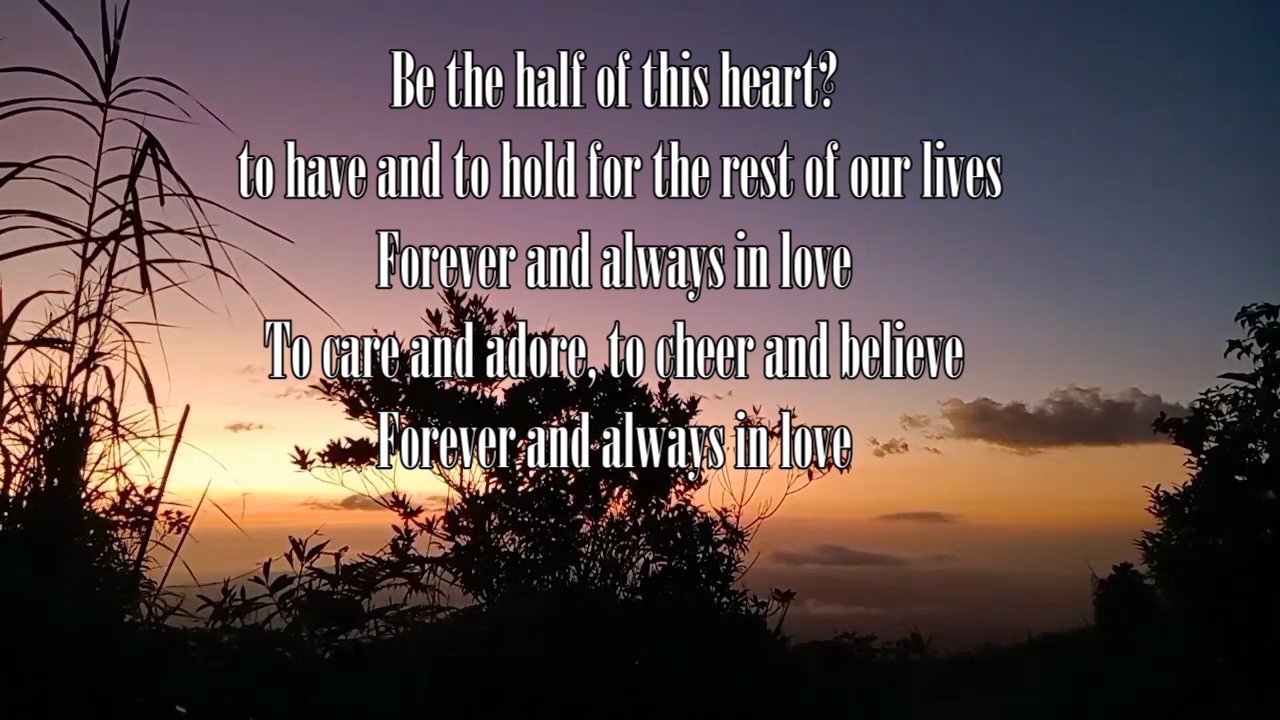 Be the half of this heart?
to have and to hold for the rest of our lives
Forever and always in love
To care and adore, to cheer and believe
Forever and always in love